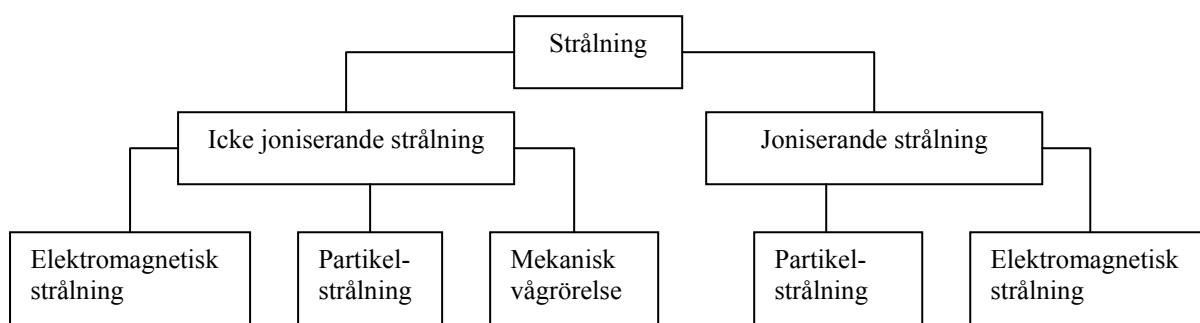 Strålning
Icke joniserande strålning
Joniserande strålning
Elektromagnetisk
strålning
Partikel-
strålning
Mekanisk
vågrörelse
Partikel-
strålning
Elektromagnetisk
strålning